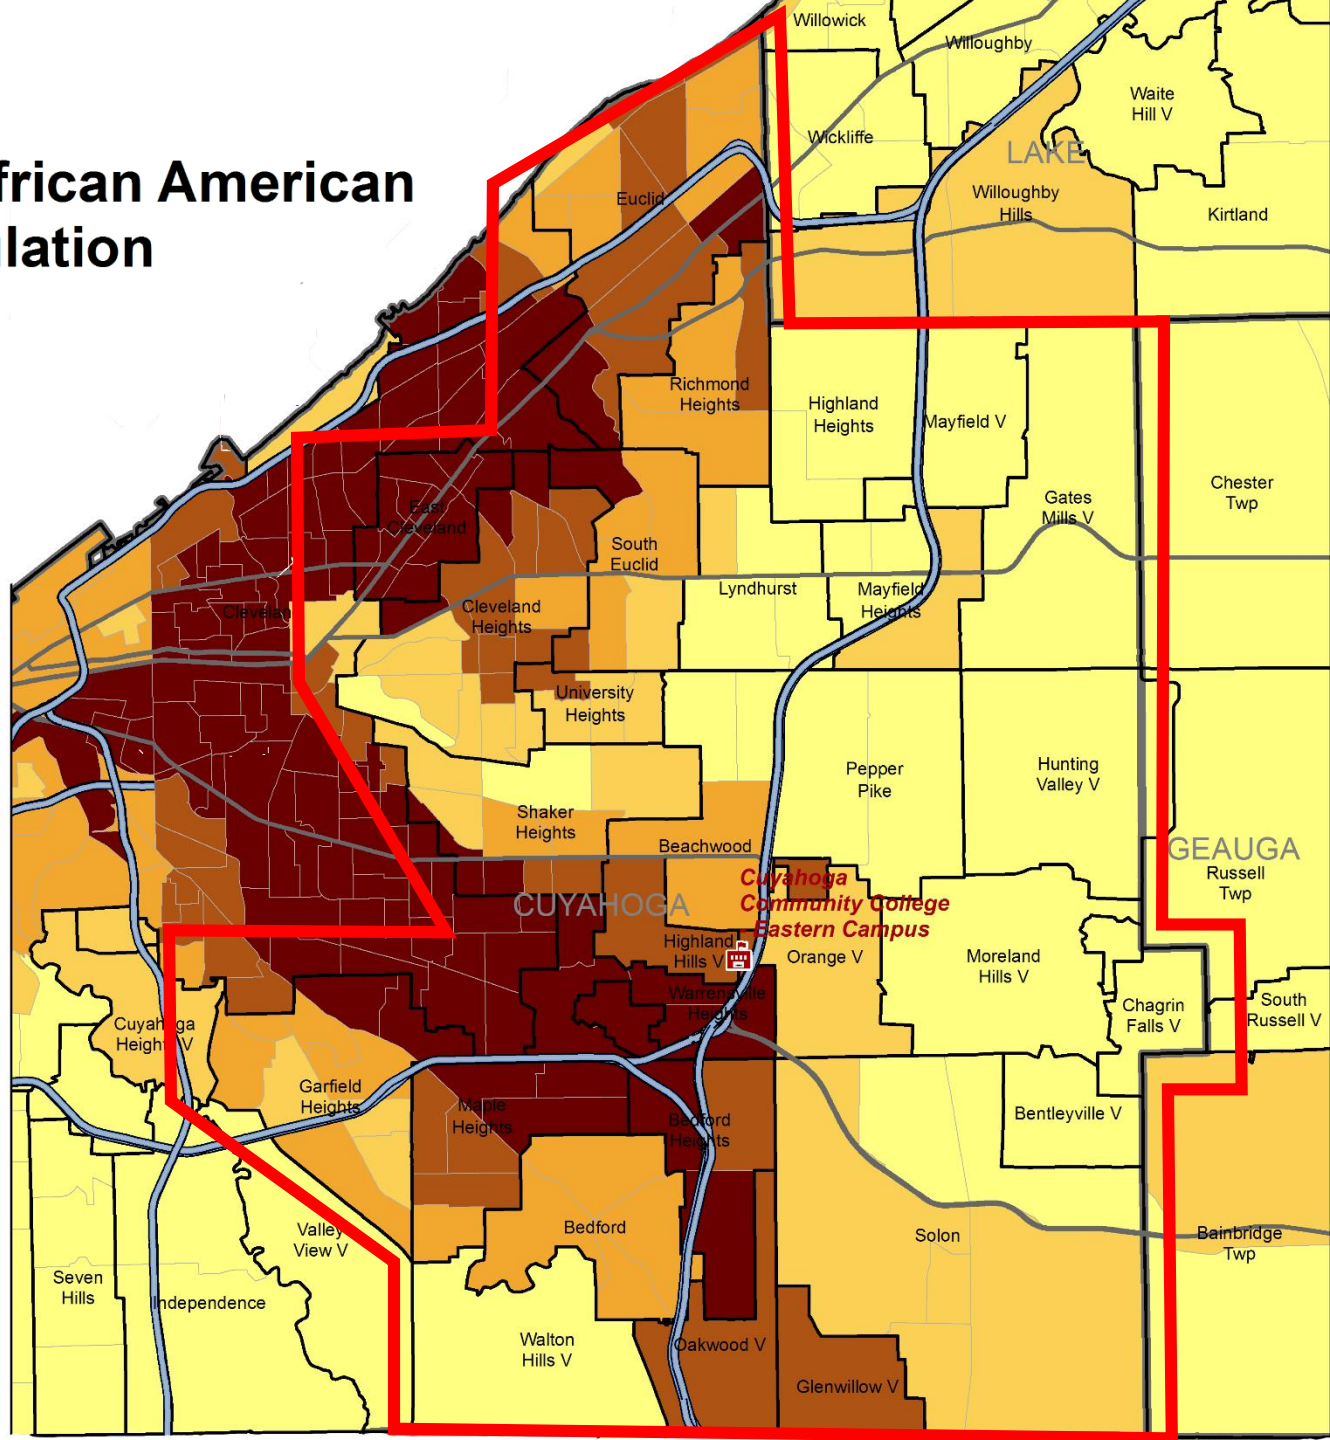 frican American
lation
Willowick
Willoughby
Waite
Hill V
Wickliffe
LAKE
Willoughby
Hills
Kirtland
Euclid
Richmond
Heights
Highland
Heights
Mayfield V
Chester
Twp
Gates
Mills V
East
Cleveland
South
Euclid
Lyndhurst
Mayfield
Heights
Clevelan
Cleveland
Heights
University
Heights
Pepper
Pike
Hunting
Valley V
Shaker
Heights
Beachwood
GEAUGA
Russell
Twp
CUYAHOGA
Cuyahoga
Community College
- Eastern Campus
Highland
Hills V
Orange V
Moreland
Hills V
Warrensville
Heights
Chagrin
Falls V
South
Russell V
Cuyahoga
Heights V
Garfield
Heights
Maple
Heights
Bedford
Heights
Bentleyville V
Valley
View V
Bedford
Solon
Bainbridge
Twp
Seven
Hills
Independence
Walton
Hills V
Oakwood V
Glenwillow V